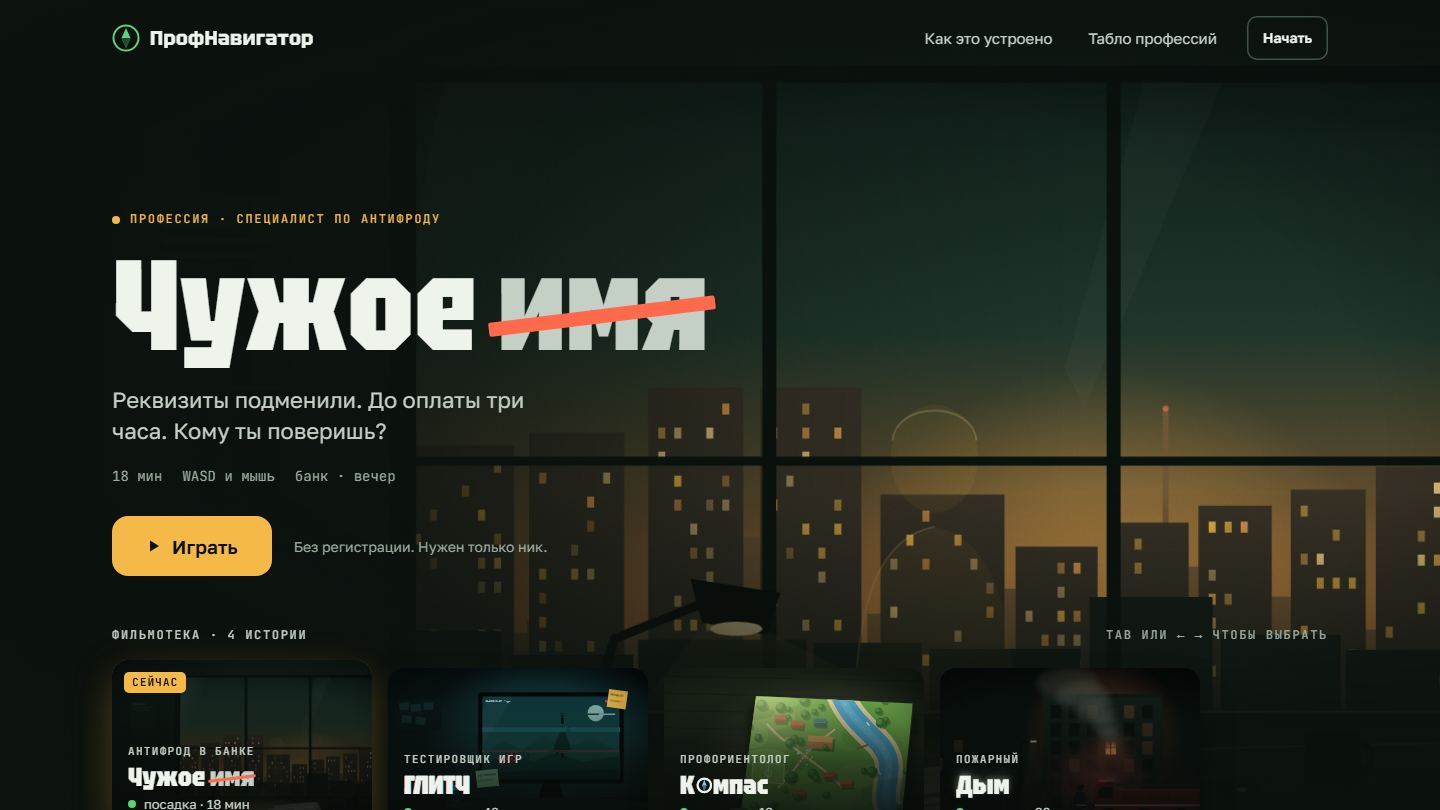 ПрофНавигатор
Как это устроено
Табло профессий
Начать
ПРОФЕССИЯ · СПЕЦИАЛИСТ ПО АНТИФРОДУ
Чужое имя
Реквизиты подменили. До оплаты три
часа. Кому ты поверишь?
18 мин WASD и мышь банк · вечер
Играть
Без регистрации. Нужен только ник.
ФИЛЬМОТЕКА · 4 ИСТОРИИ
TAB ИЛИ ← → ЧТОБЫ ВЫБРАТЬ
СЕЙЧАС
АНТИФРОД В БАНКЕ
Чужое имя
посадка · 18 мин
ТЕСТИРОВЩИК ИГР
ГЛИТЧ
ПРОФОРИЕНТОЛОГ
Компас
ПОЖАРНЫЙ
Дым